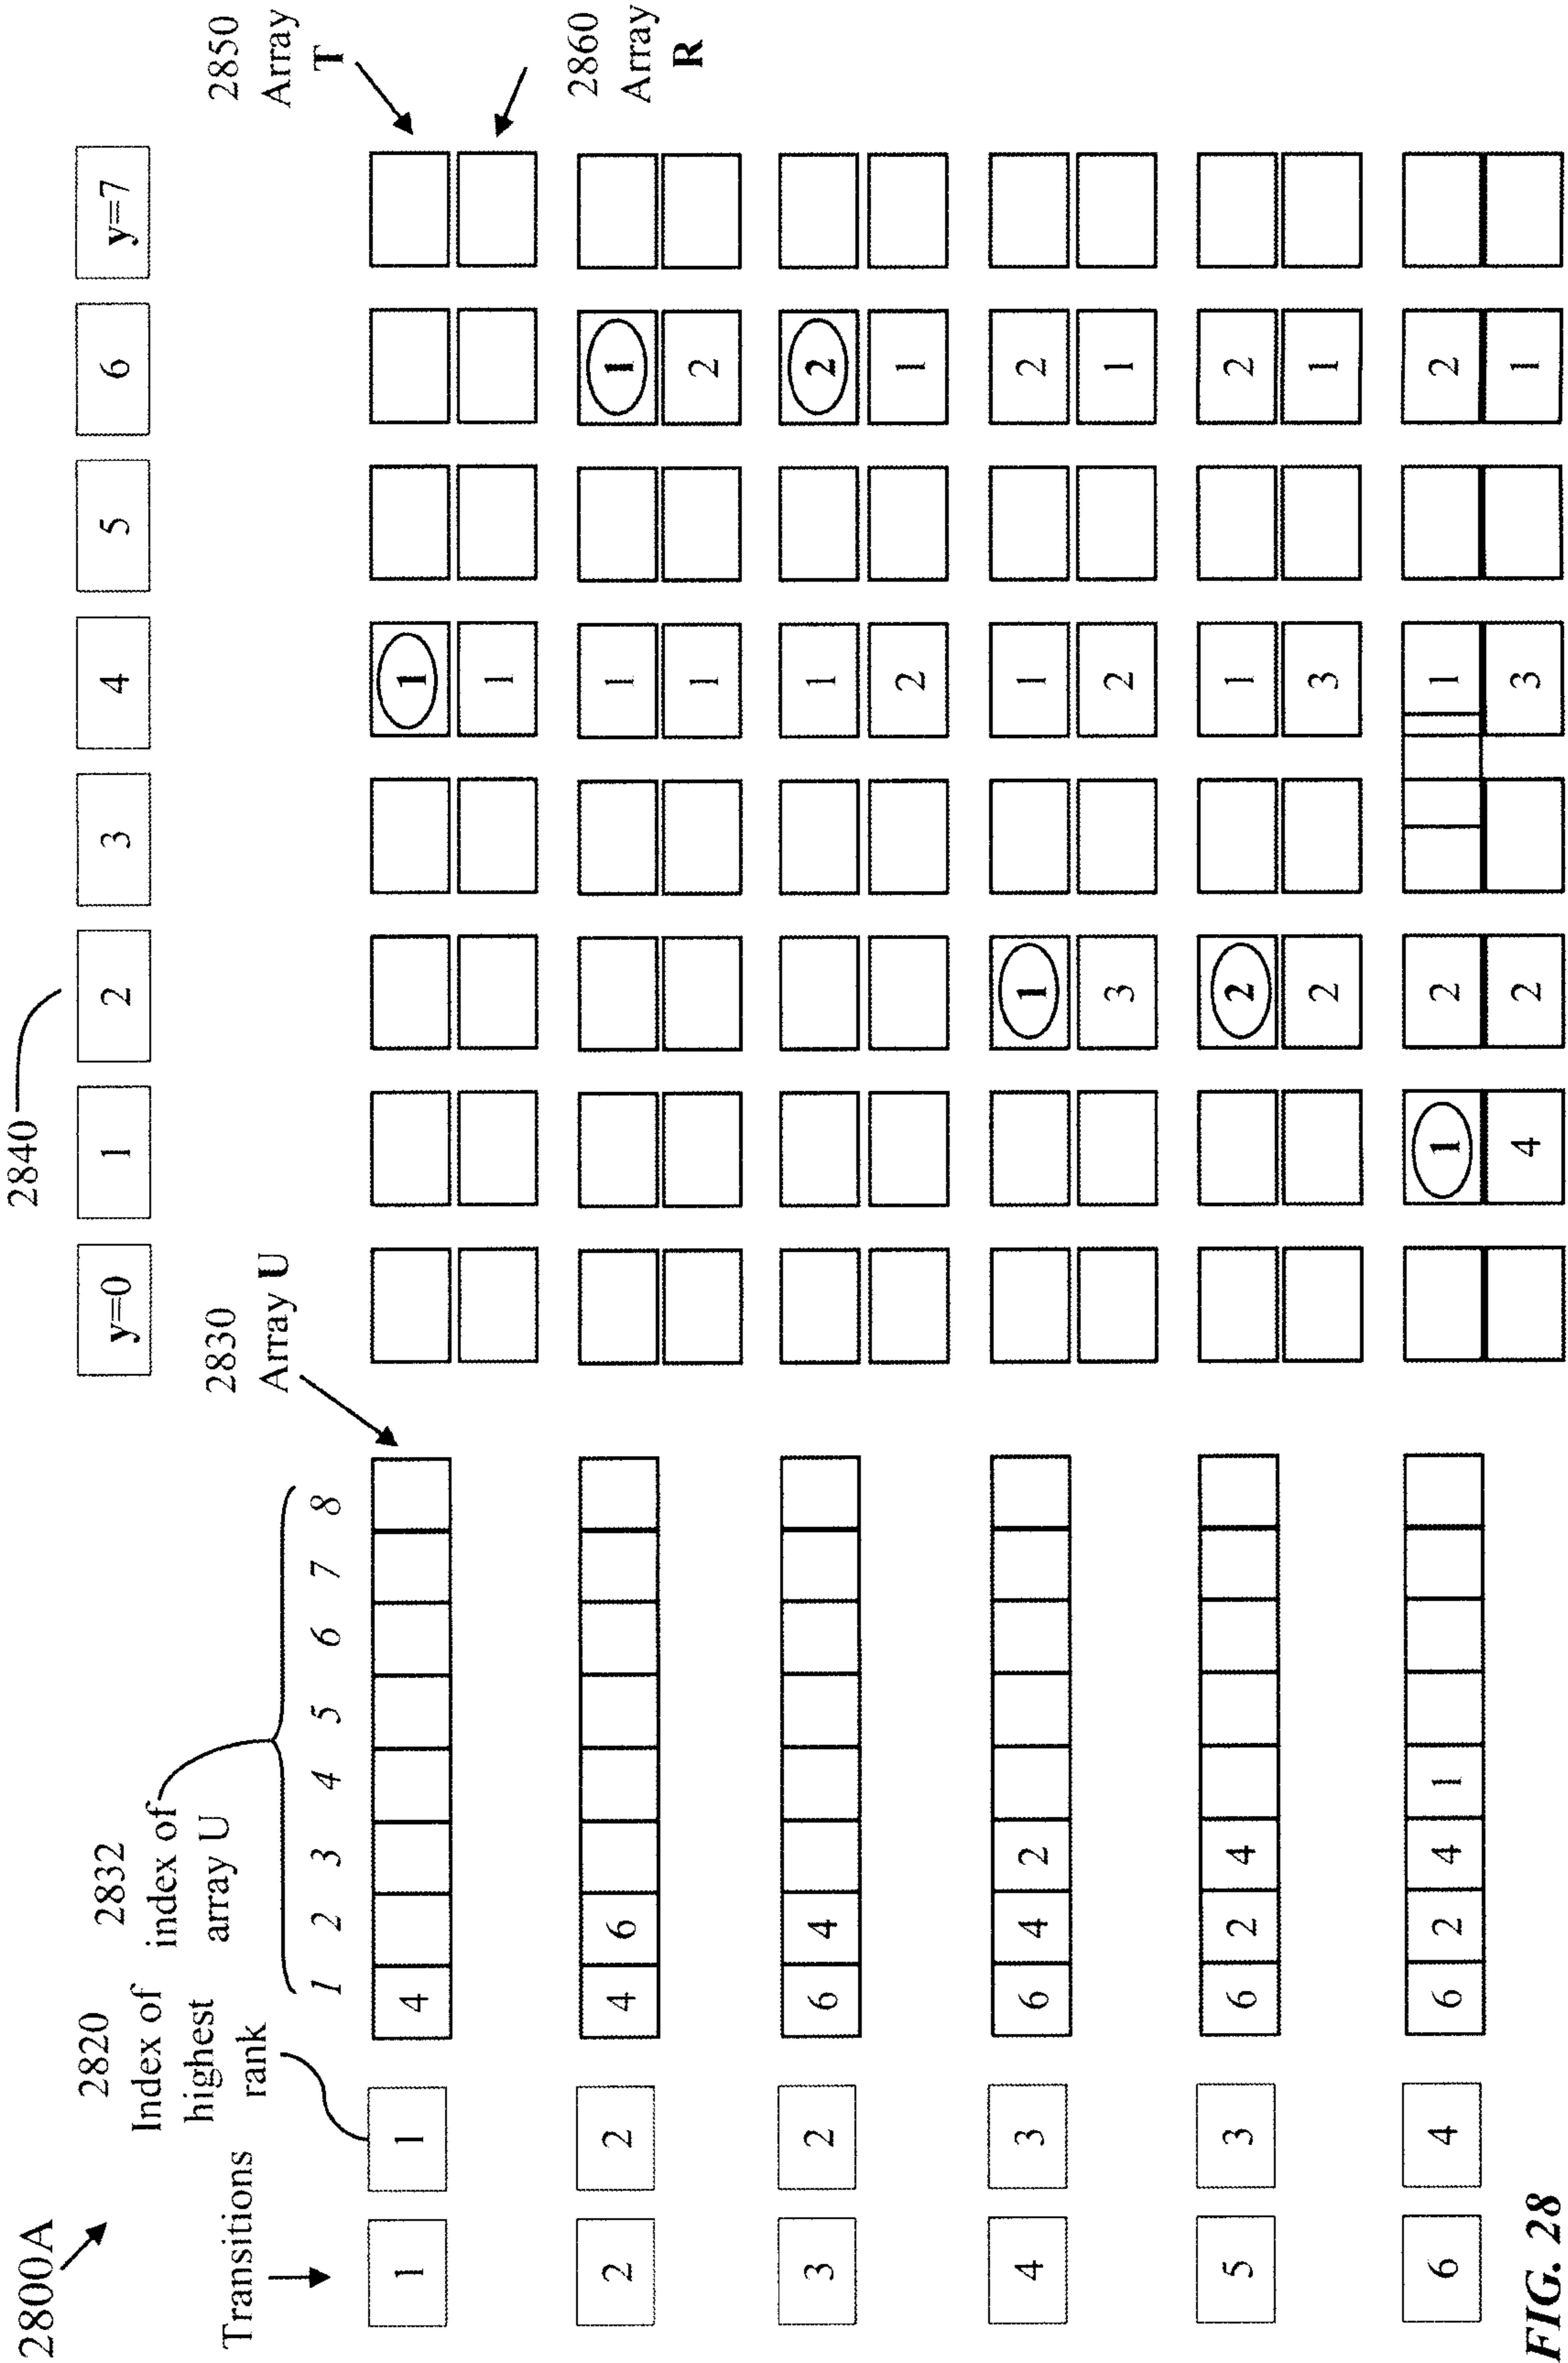 2800A
2840
y=0 1 2 3 4 5 6 y=7
2820
Index of
highest
rank
2832
index of
array U
2830
Array U
2850
Array
T
2860
Array
R
Transitions
1 2 3 4 5 6 7 8
1 1 4 1
1
2 2 4 6 1 1
1 2
3 2 6 4 1 2
2 1
4 3 6 4 2 1 1 2
3 2 1
5 3 6 2 4 2 1 2
2 3 1
6 4 6 2 4 1 1 2 1 2
4 2 3 1
FIG. 28